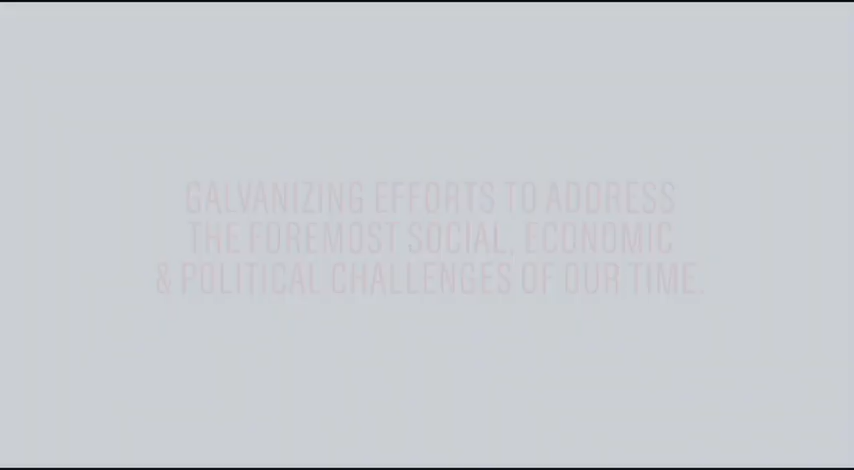 GALVANIZING EFFORTS TO ADDRESS
THE FOREMOST SOCIAL, ECONOMIC
& POLITICAL CHALLENGES OF OUR TIME.